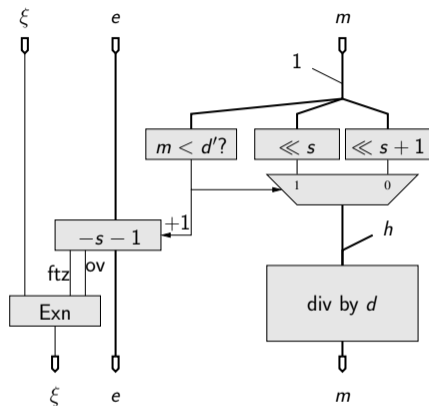 ξ e m
1
m < d′? ≪ s ≪ s + 1
1 0
+1
−s − 1
h
ftz ov
div by d
Exn
ξ e m